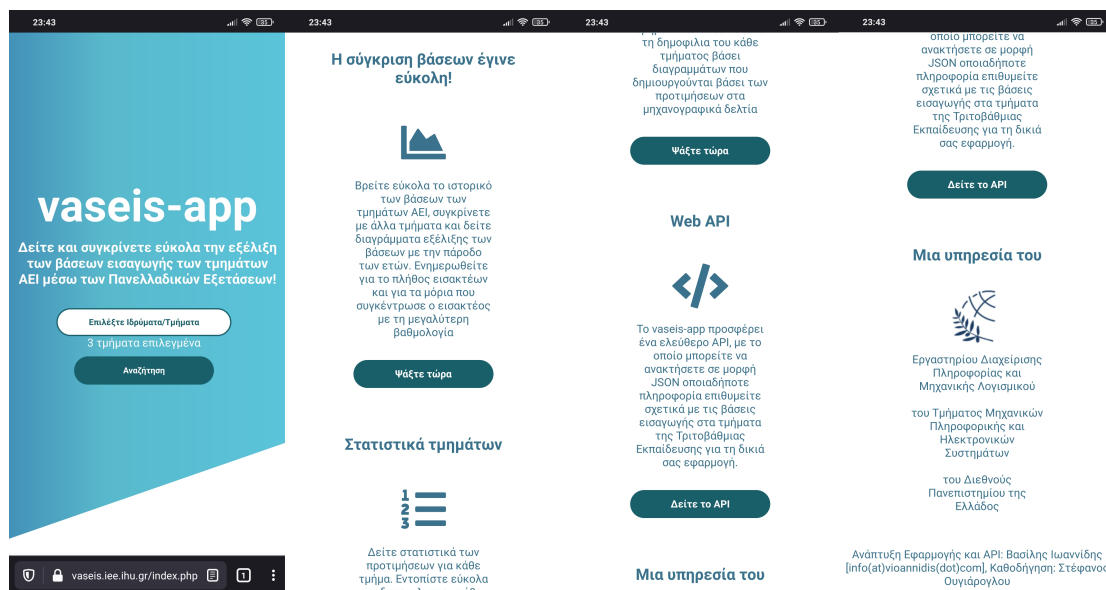 23:43
85
vaseis-app
Δείτε και συγκρίνετε εύκολα την εξέλιξη
των βάσεων εισαγωγής των τμημάτων
ΑΕΙ μέσω των Πανελλαδικών Εξετάσεων!
Επιλέξτε Ιδρύματα/Τμήματα
3 τμήματα επιλεγμένα
Αναζήτηση
vaseis.iee.ihu.gr/index.php
1
23:43
85
Η σύγκριση βάσεων έγινε
εύκολη!
Βρείτε εύκολα το ιστορικό
των βάσεων των
τμημάτων ΑΕΙ, συγκρίνετε
με άλλα τμήματα και δείτε
διαγράμματα εξέλιξης των
βάσεων με την πάροδο
των ετών. Ενημερωθείτε
για το πλήθος εισακτέων
και για τα μόρια που
συγκέντρωσε ο εισακτέος
με τη μεγαλύτερη
βαθμολογία
Ψάξτε τώρα
Στατιστικά τμημάτων
1
2
3
Δείτε στατιστικά των
προτιμήσεων για κάθε
τμήμα. Εντοπίστε εύκολα
23:43
85
τη δημοφιλία του κάθε
τμήματος βάσει
διαγραμμάτων που
δημιουργούνται βάσει των
προτιμήσεων στα
μηχανογραφικά δελτία
Ψάξτε τώρα
Web API
Το vaseis-app προσφέρει
ένα ελεύθερο API, με το
οποίο μπορείτε να
ανακτήσετε σε μορφή
JSON οποιαδήποτε
πληροφορία επιθυμείτε
σχετικά με τις βάσεις
εισαγωγής στα τμήματα
της Τριτοβάθμιας
Εκπαίδευσης για τη δικιά
σας εφαρμογή.
Δείτε το API
Μια υπηρεσία του
23:43
85
οποίο μπορείτε να
ανακτήσετε σε μορφή
JSON οποιαδήποτε
πληροφορία επιθυμείτε
σχετικά με τις βάσεις
εισαγωγής στα τμήματα
της Τριτοβάθμιας
Εκπαίδευσης για τη δικιά
σας εφαρμογή.
Δείτε το API
Μια υπηρεσία του
Εργαστηρίου Διαχείρισης
Πληροφορίας και
Μηχανικής Λογισμικού
του Τμήματος Μηχανικών
Πληροφορικής και
Ηλεκτρονικών
Συστημάτων
του Διεθνούς
Πανεπιστημίου της
Ελλάδος
Ανάπτυξη Εφαρμογής και API: Βασίλης Ιωαννίδης
[info(at)vioannidis(dot)com], Καθοδήγηση: Στέφανος
Ουγιάρογλου